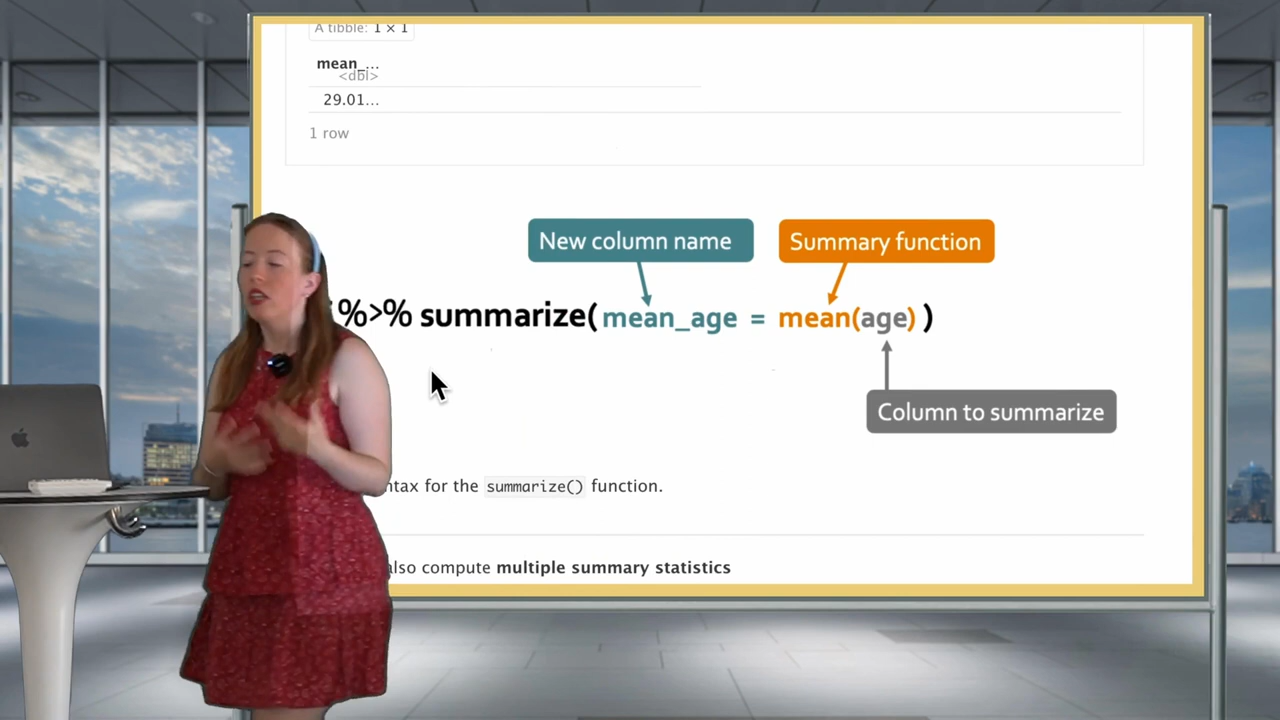 A tibble: 1 × 1
mean_...
<dbl>
29.01...
1 row
New column name
Summary function
%>% summarize( mean_age = mean(age) )
Column to summarize
ntax for the summarize() function.
also compute multiple summary statistics